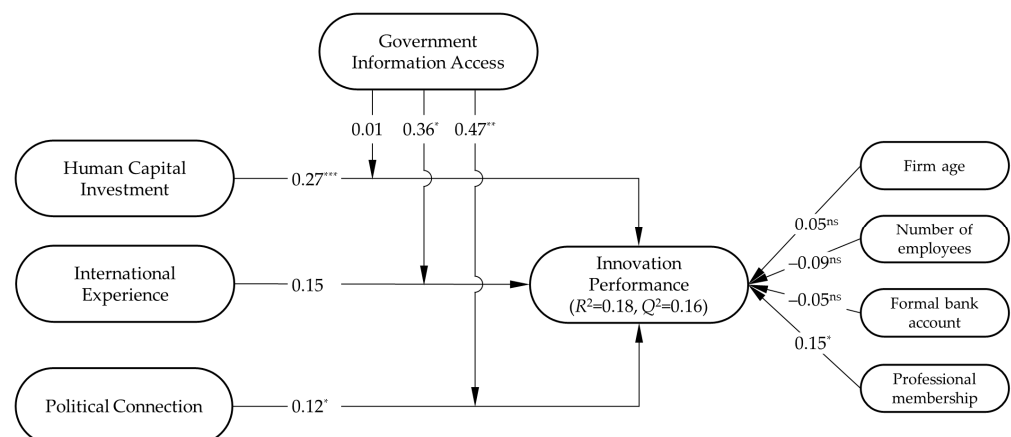 Government
Information Access
0.01
0.36*
0.47**
Human Capital
Investment
0.27***
International
Experience
0.15
Political Connection
0.12*
Innovation
Performance
(R²=0.18, Q²=0.16)
Firm age
0.05ns
Number of
employees
–0.09ns
Formal bank
account
–0.05ns
Professional
membership
0.15*